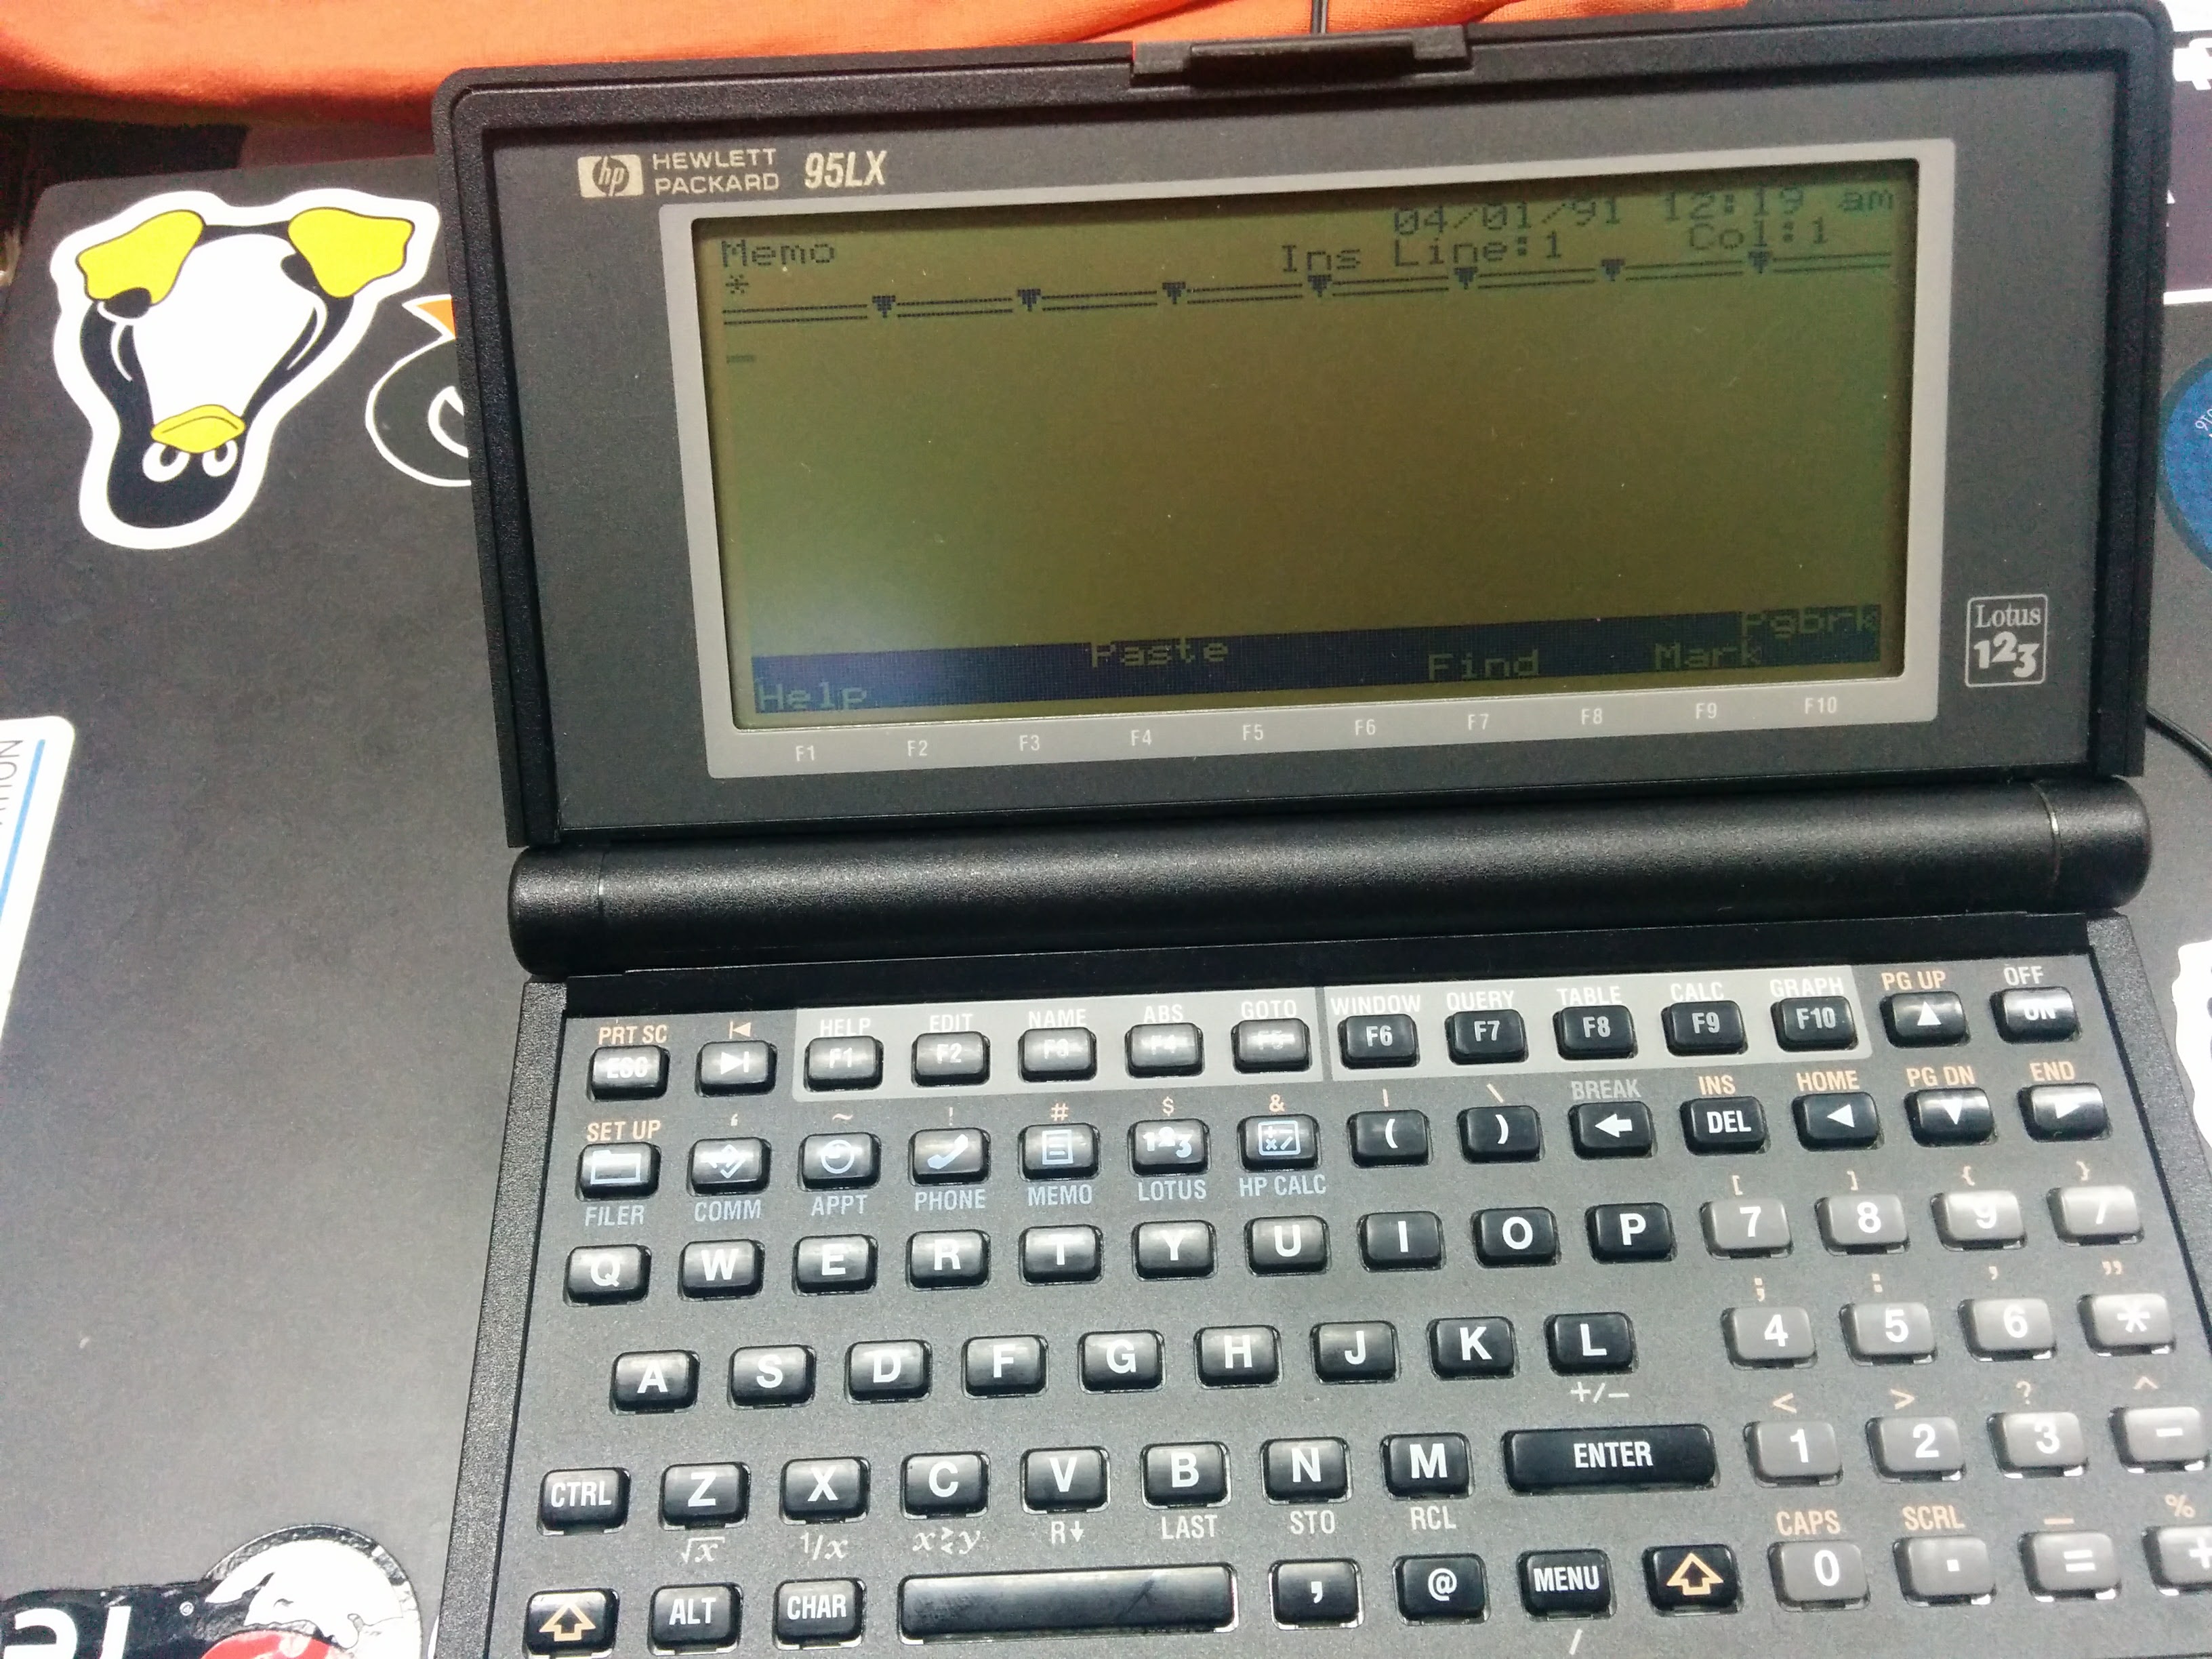 hp HEWLETT PACKARD 95LX
04/01/91 12:19 am
Memo Ins Line:1 Col:1
*
Help Paste Find Mark Pgbrk
F1 F2 F3 F4 F5 F6 F7 F8 F9 F10
Lotus 123
PRT SC HELP EDIT NAME ABS GOTO WINDOW QUERY TABLE CALC GRAPH PG UP OFF
ESC F1 F2 F3 F4 F5 F6 F7 F8 F9 F10 ON
SET UP ‘ ~ ! # $ & | \ BREAK INS HOME PG DN END
123 ( ) DEL
FILER COMM APPT PHONE MEMO LOTUS HP CALC
[ ] { }
Q W E R T Y U I O P 7 8 9 /
; : ’ ”
A S D F G H J K L 4 5 6 *
+/− < > ? ^
CTRL Z X C V B N M ENTER 1 2 3 −
√x 1/x x≷y R↓ LAST STO RCL CAPS SCRL _ %
ALT CHAR , @ MENU 0 . = +
/